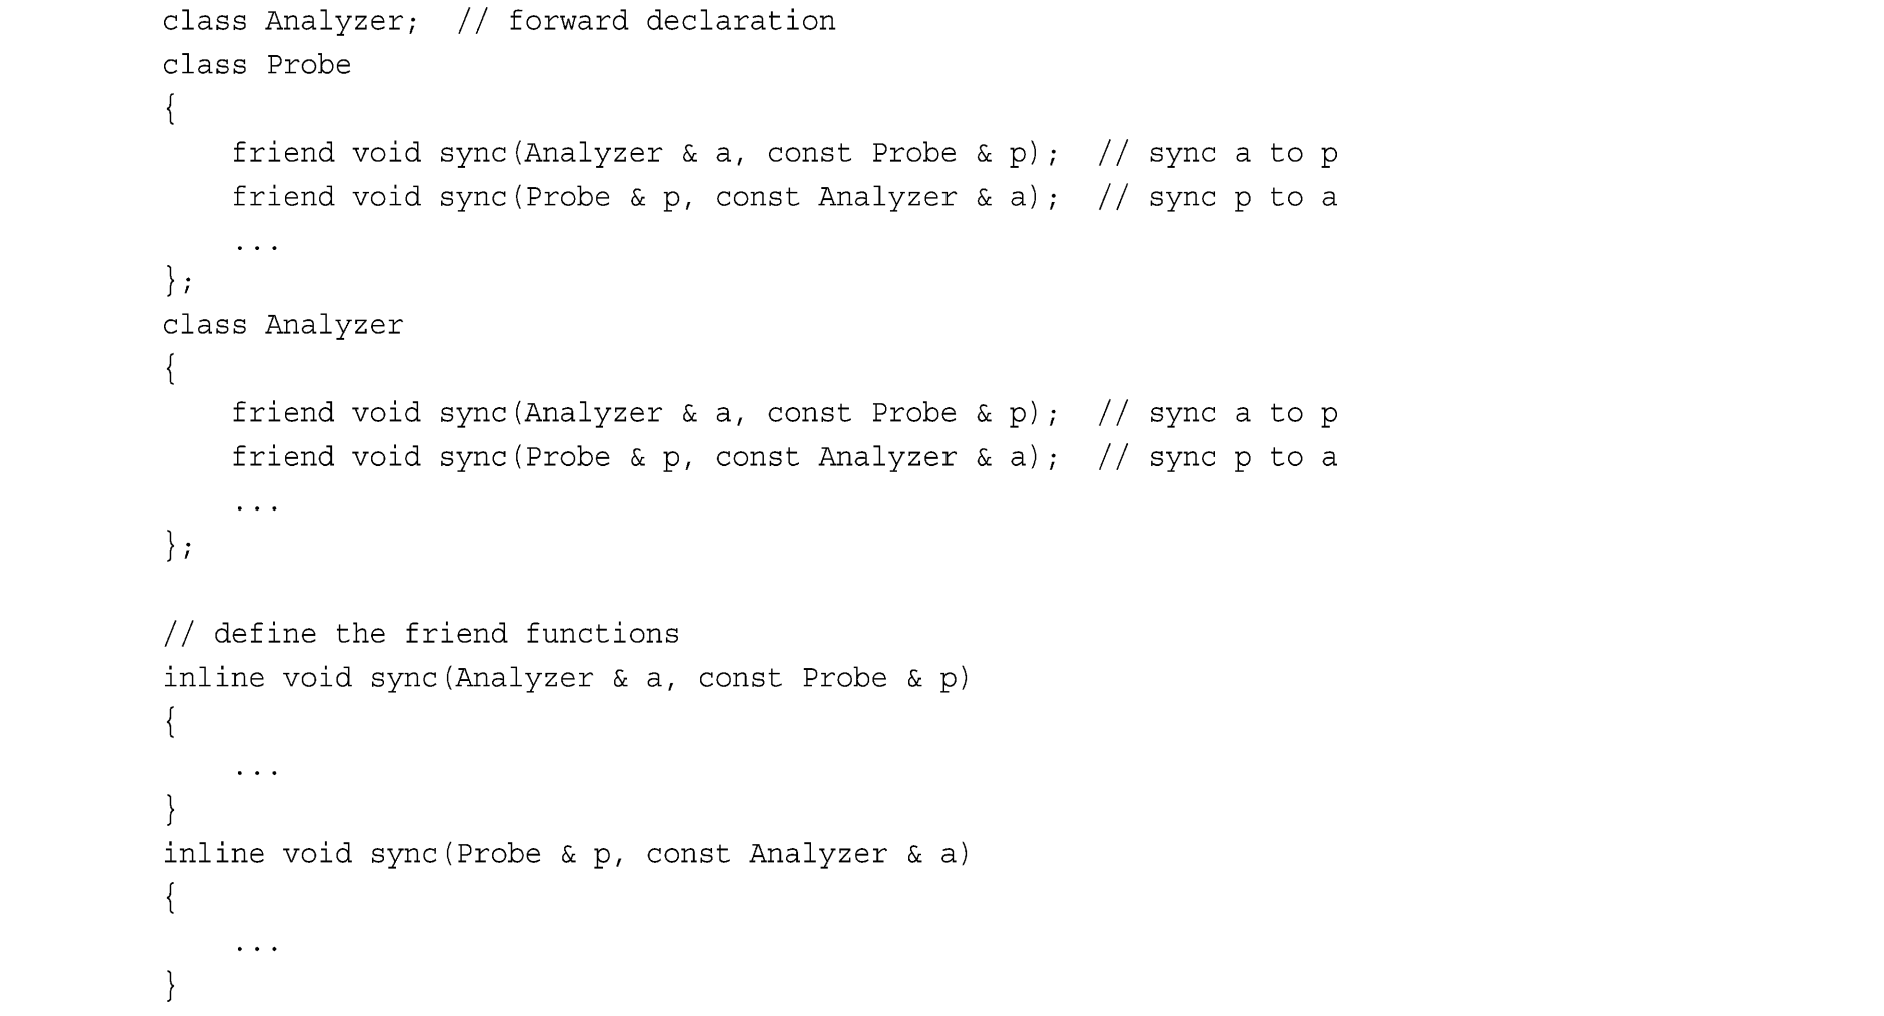 class Analyzer;  // forward declaration
class Probe
{
    friend void sync(Analyzer & a, const Probe & p);  // sync a to p
    friend void sync(Probe & p, const Analyzer & a);  // sync p to a
    ...
};
class Analyzer
{
    friend void sync(Analyzer & a, const Probe & p);  // sync a to p
    friend void sync(Probe & p, const Analyzer & a);  // sync p to a
    ...
};

// define the friend functions
inline void sync(Analyzer & a, const Probe & p)
{
    ...
}
inline void sync(Probe & p, const Analyzer & a)
{
    ...
}